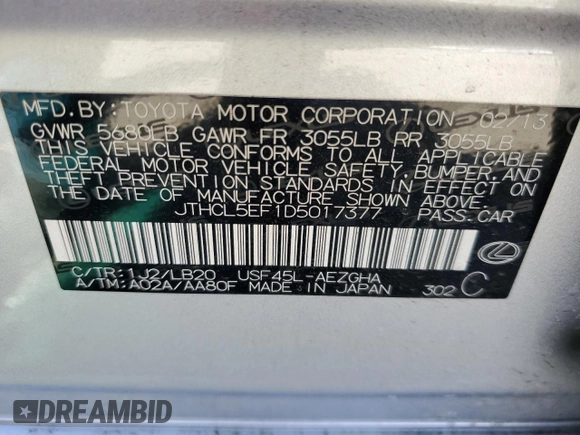 MFD.BY:TOYOTA MOTOR CORPORATION 02/13
GVWR 5680LB GAWR FR 3055LB RR 3055LB
THIS VEHICLE CONFORMS TO ALL APPLICABLE
FEDERAL MOTOR VEHICLE SAFETY,BUMPER,AND
THEFT PREVENTION STANDARDS IN EFFECT ON
THE DATE OF MANUFACTURE SHOWN ABOVE.
JTHCL5EF1D5017377 PASS.CAR
C/TR:1J2/LB20 USF45L-AEZGHA
A/TM:A02A/AA80F MADE IN JAPAN 302 C
DREAMBID